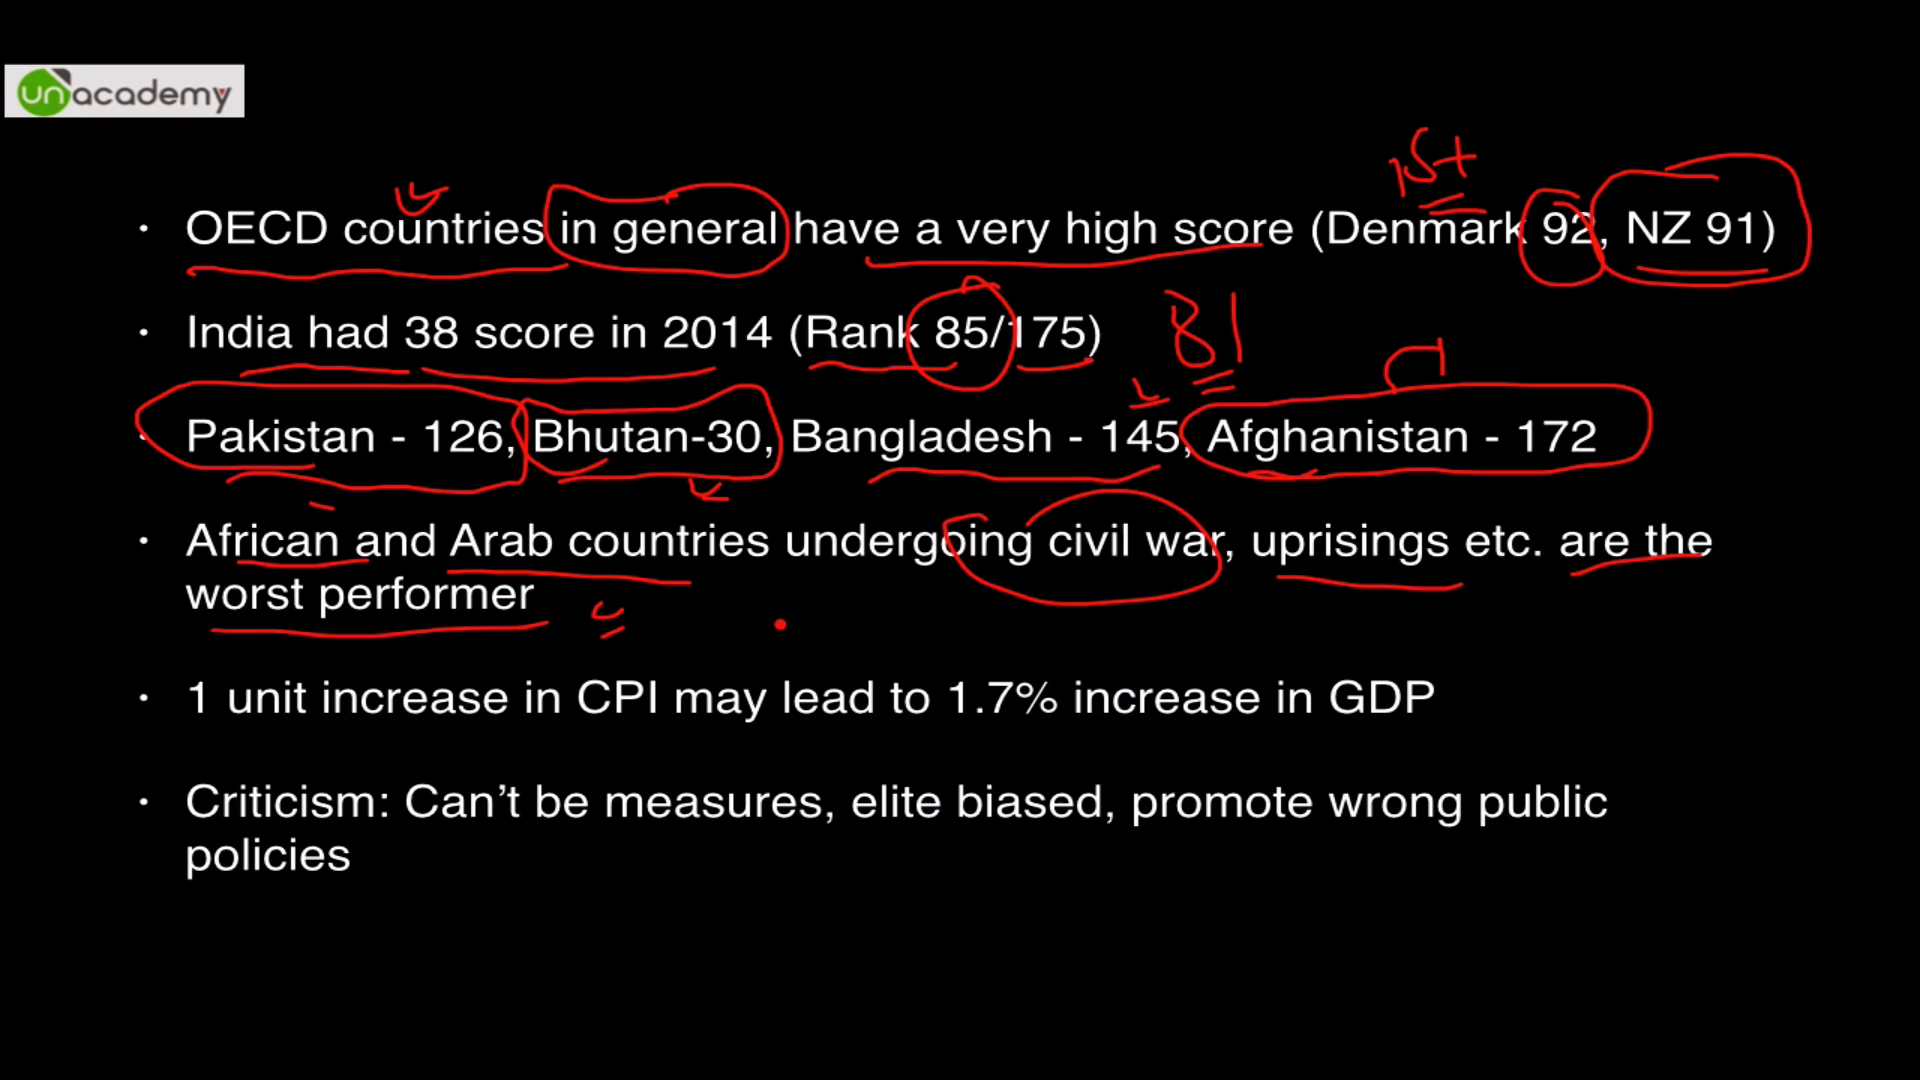 unacademy
1st
· OECD countries in general have a very high score (Denmark 92, NZ 91)
· India had 38 score in 2014 (Rank 85/175)
81
· Pakistan - 126, Bhutan-30, Bangladesh - 145, Afghanistan - 172
· African and Arab countries undergoing civil war, uprisings etc. are the
worst performer
· 1 unit increase in CPI may lead to 1.7% increase in GDP
· Criticism: Can’t be measures, elite biased, promote wrong public
policies